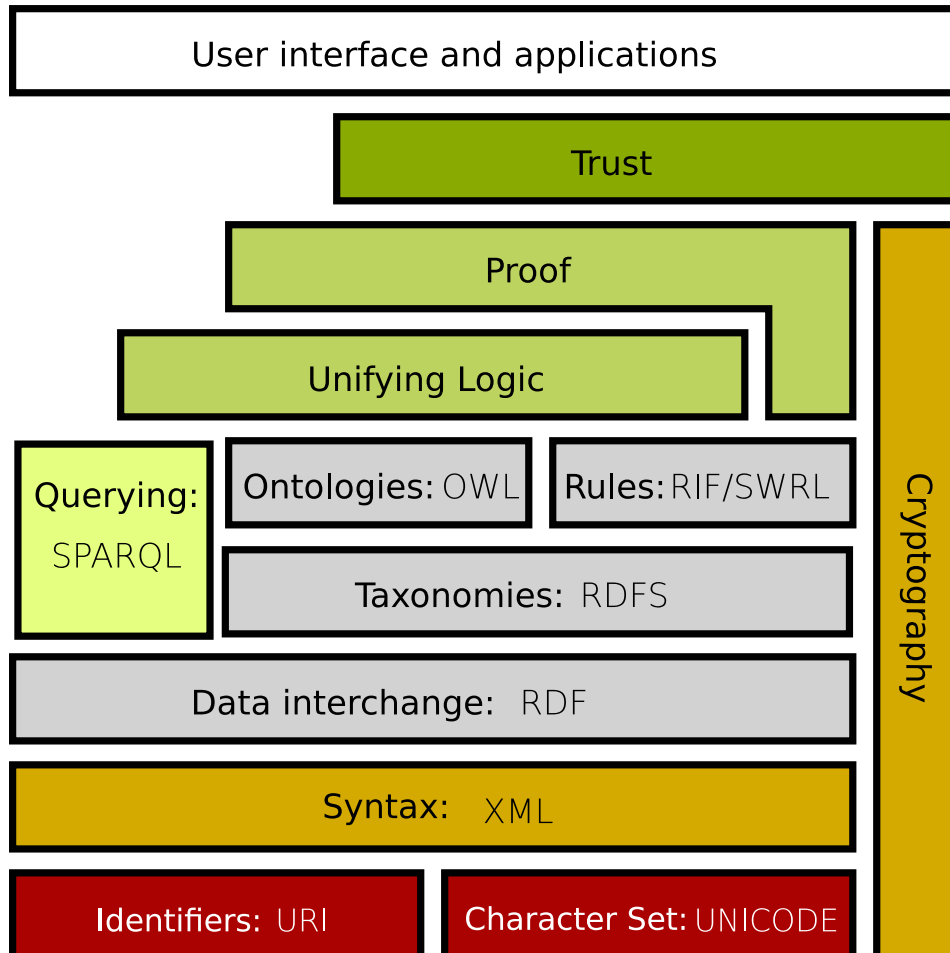 User interface and applications
Trust
Proof
Unifying Logic
Querying:
SPARQL
Ontologies: OWL
Rules: RIF/SWRL
Taxonomies: RDFS
Cryptography
Data interchange: RDF
Syntax: XML
Identifiers: URI
Character Set: UNICODE